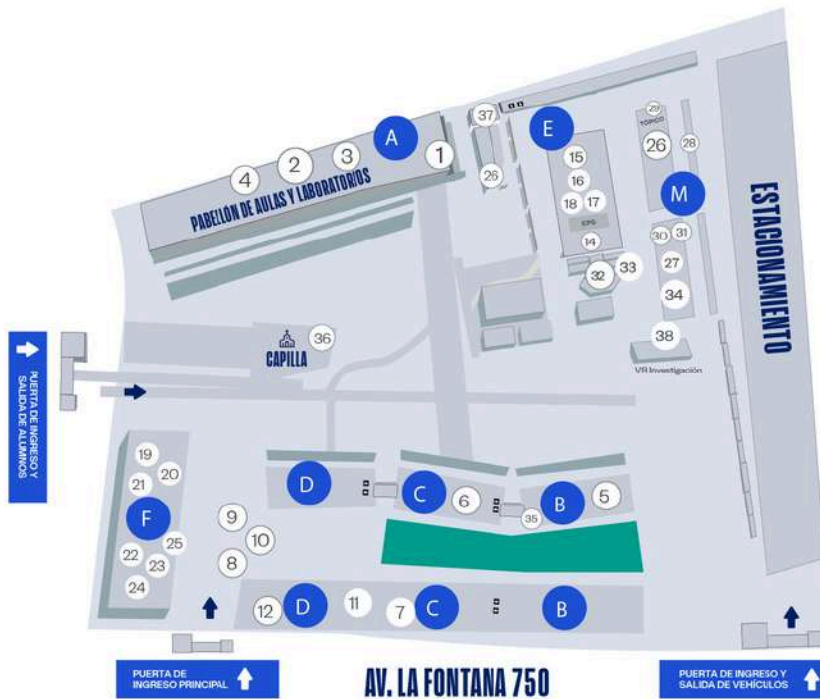 37
29
TÓPICO
E
A
28
26
1
15
3
2
4
16
26
18
17
M
PABELLÓN DE AULAS Y LABORATORIOS
EPG
30
31
14
27
32
33
34
ESTACIONAMIENTO
36
CAPILLA
38
VR Investigación
PUERTA DE INGRESO Y
SALIDA DE ALUMNOS
19
20
21
D
C
6
B
5
F
9
35
25
10
22
23
8
24
12
D
11
7
C
B
PUERTA DE
INGRESO PRINCIPAL
AV. LA FONTANA 750
PUERTA DE INGRESO Y
SALIDA DE VEHÍCULOS